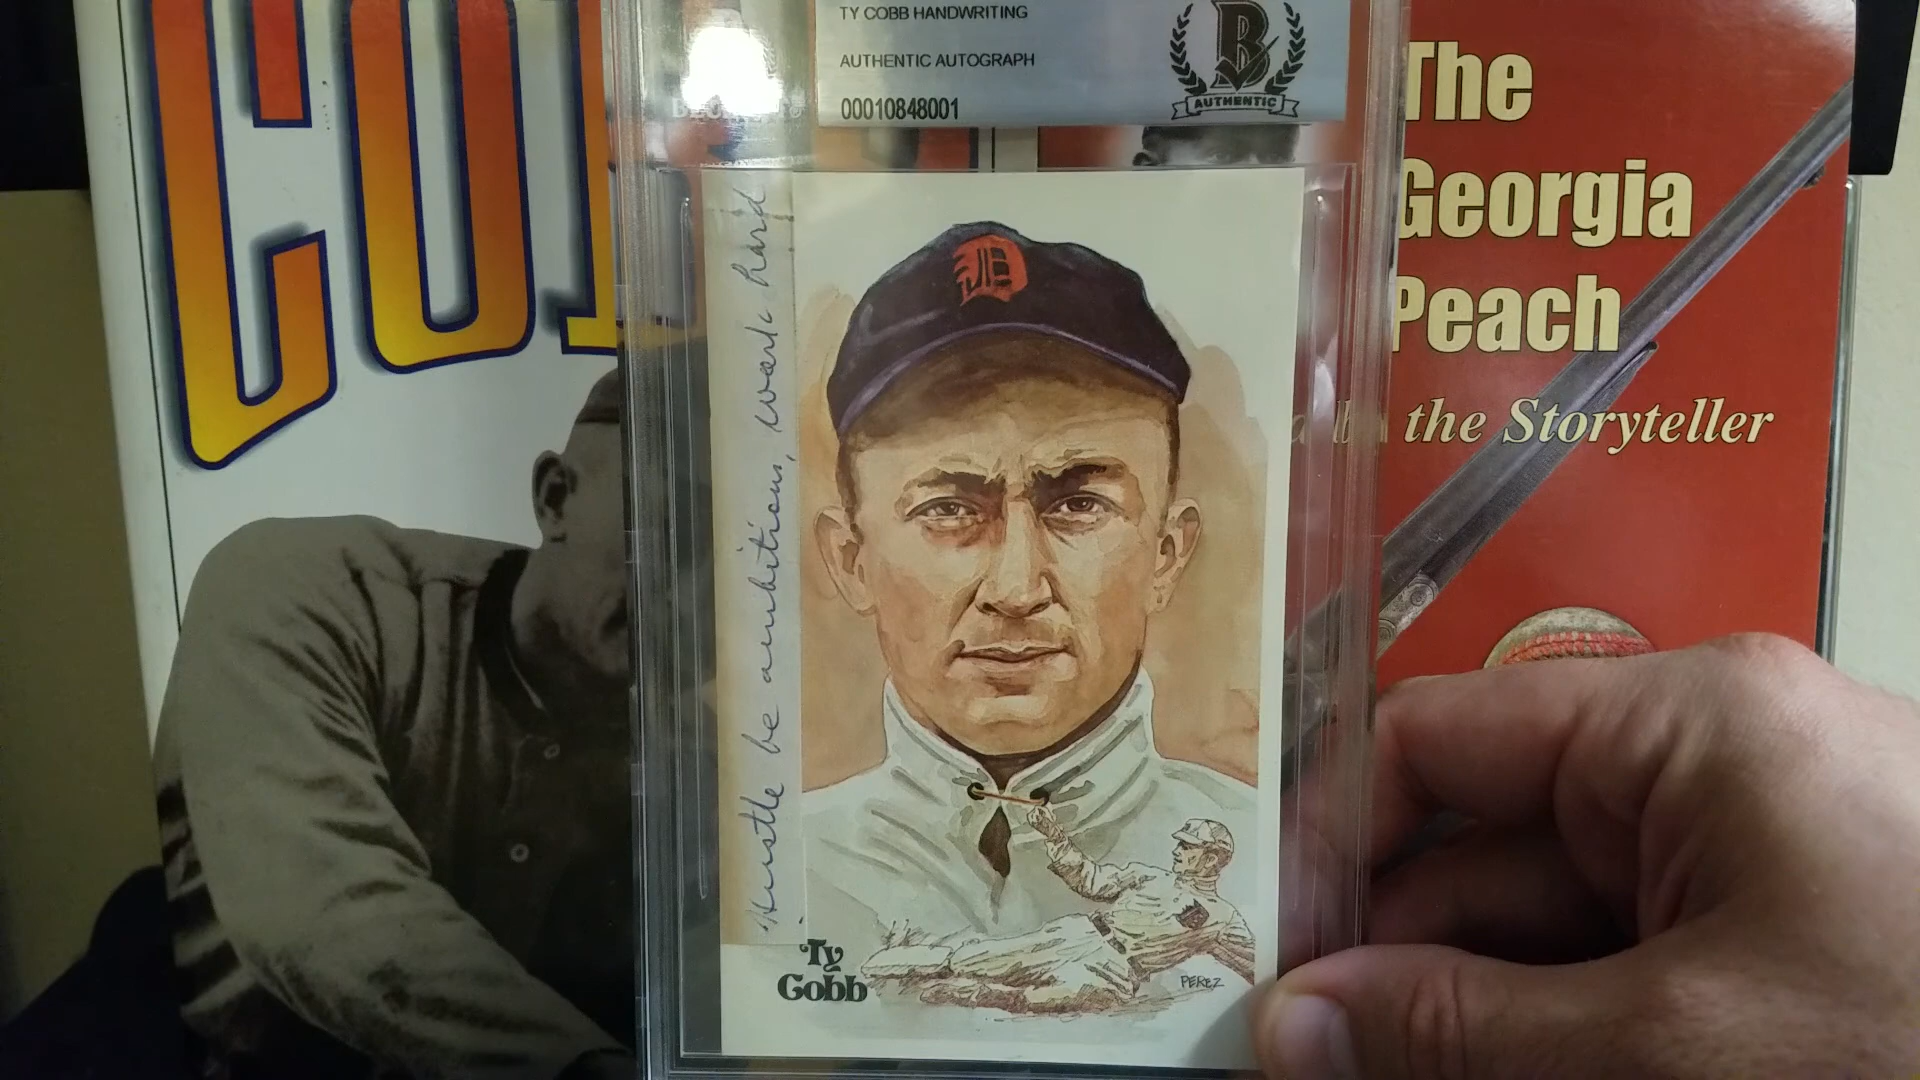 TY COBB HANDWRITING
AUTHENTIC AUTOGRAPH
00010848001
B
AUTHENTIC
The
Georgia
Peach
the Storyteller
Hustle be ambitious, work hard
D
Ty
Cobb
PEREZ